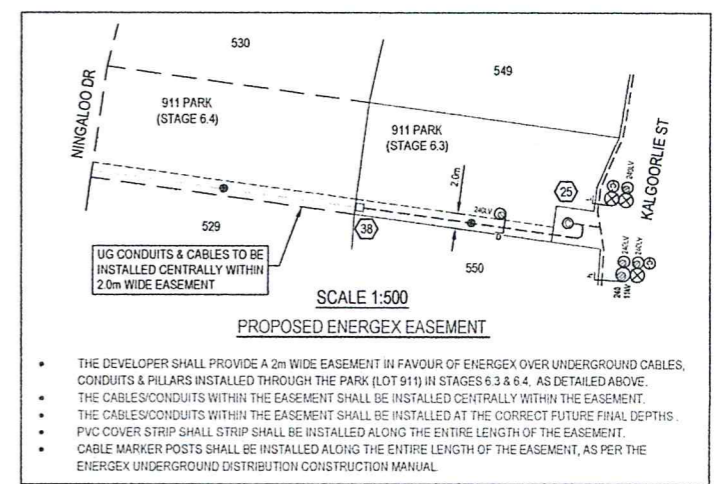 530
549
NINGALOO DR
911 PARK
(STAGE 6.4)
911 PARK
(STAGE 6.3)
KALGOORLIE ST
2.0m
25
240LV
240LV
38
529
550
240LV
240LV
240
11kV
UG CONDUITS & CABLES TO BE
INSTALLED CENTRALLY WITHIN
2.0m WIDE EASEMENT
SCALE 1:500
PROPOSED ENERGEX EASEMENT
• THE DEVELOPER SHALL PROVIDE A 2m WIDE EASEMENT IN FAVOUR OF ENERGEX OVER UNDERGROUND CABLES,
CONDUITS & PILLARS INSTALLED THROUGH THE PARK (LOT 911) IN STAGES 6.3 & 6.4, AS DETAILED ABOVE.
• THE CABLES/CONDUITS WITHIN THE EASEMENT SHALL BE INSTALLED CENTRALLY WITHIN THE EASEMENT.
• THE CABLES/CONDUITS WITHIN THE EASEMENT SHALL BE INSTALLED AT THE CORRECT FUTURE FINAL DEPTHS.
• PVC COVER STRIP SHALL STRIP SHALL BE INSTALLED ALONG THE ENTIRE LENGTH OF THE EASEMENT.
• CABLE MARKER POSTS SHALL BE INSTALLED ALONG THE ENTIRE LENGTH OF THE EASEMENT, AS PER THE
ENERGEX UNDERGROUND DISTRIBUTION CONSTRUCTION MANUAL.